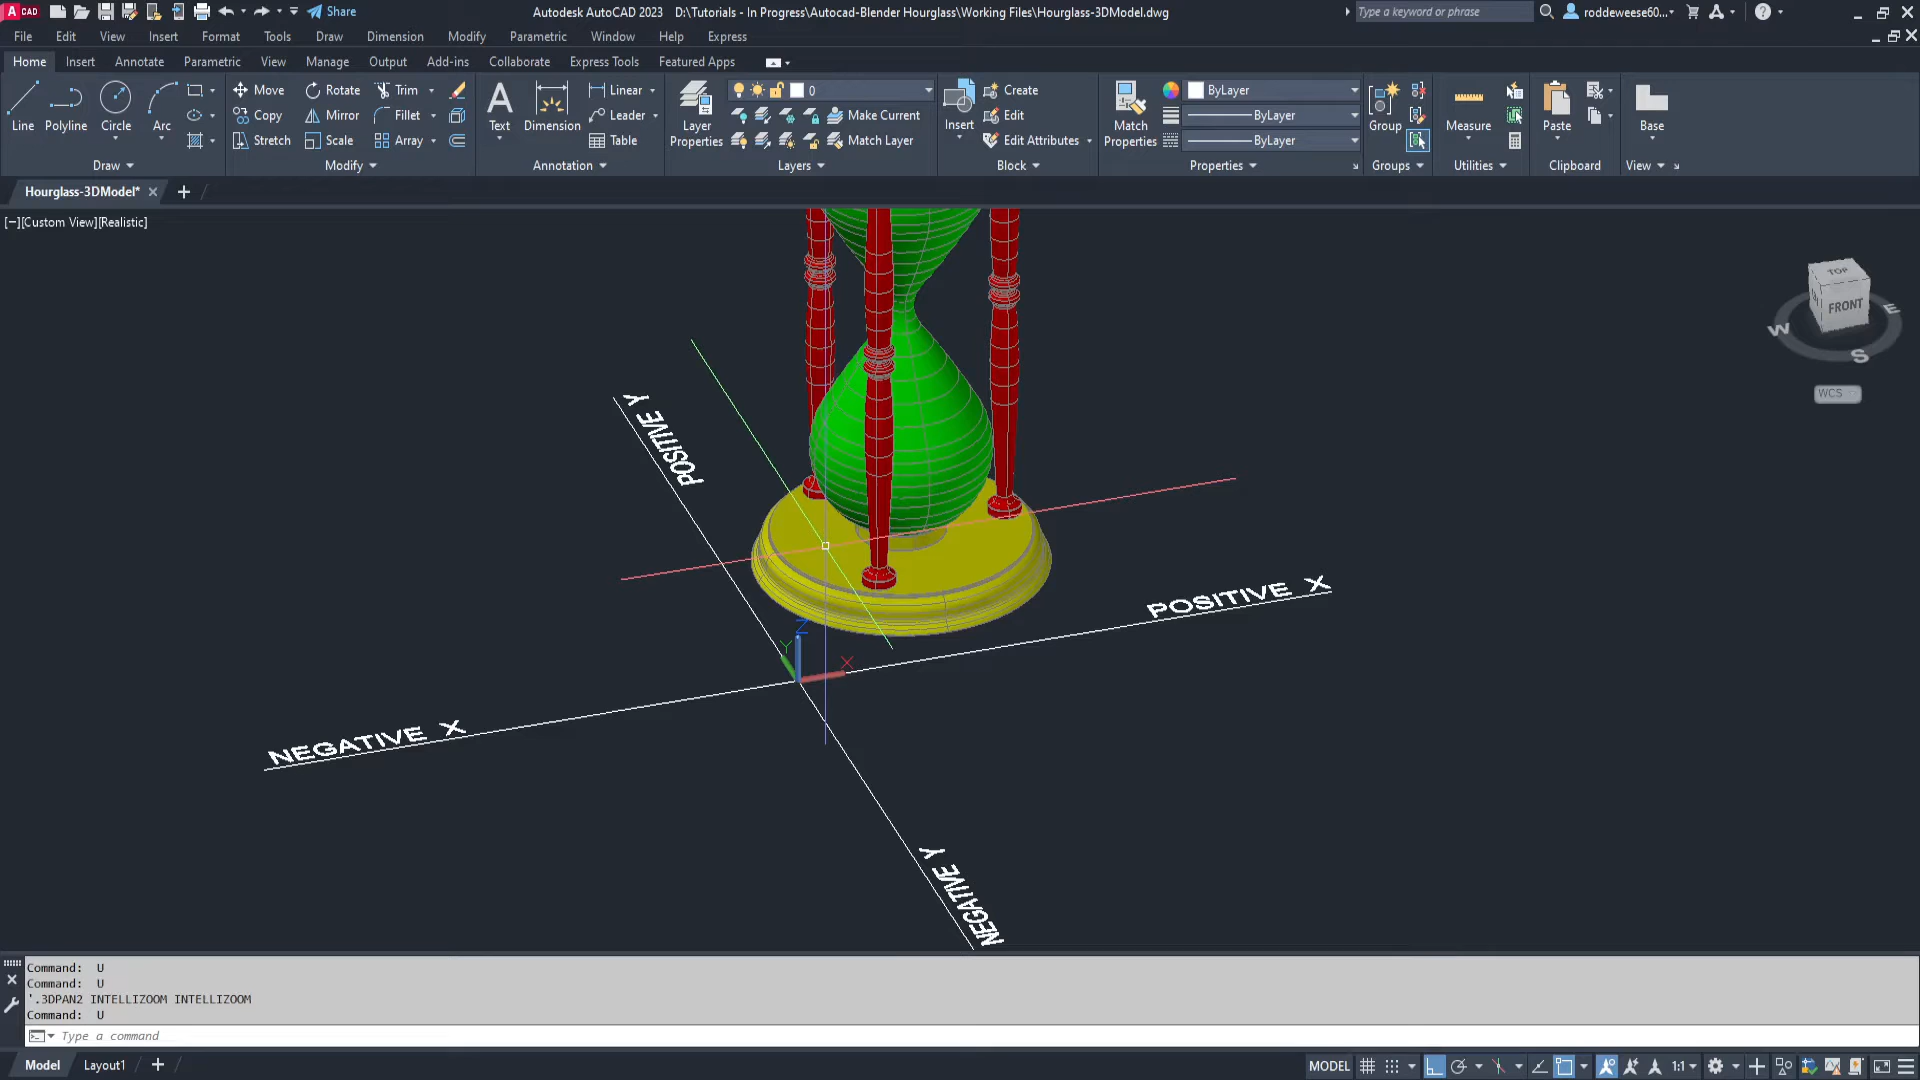 CAD
Share
Autodesk AutoCAD 2023 D:\Tutorials - In Progress\Autocad-Blender Hourglass\Working Files\Hourglass-3DModel.dwg
Type a keyword or phrase
roddeweese60...
File Edit View Insert Format Tools Draw Dimension Modify Parametric Window Help Express
Home Insert Annotate Parametric View Manage Output Add-ins Collaborate Express Tools Featured Apps
Line
Polyline
Circle
Arc
Draw
Move
Rotate
Trim
Copy
Mirror
Fillet
Stretch
Scale
Array
Modify
Text
Dimension
Linear
Leader
Table
Annotation
Layer
Properties
0
Make Current
Match Layer
Layers
Insert
Create
Edit
Edit Attributes
Block
Match
Properties
ByLayer
ByLayer
ByLayer
Properties
Group
Groups
Measure
Utilities
Paste
Clipboard
Base
View
Hourglass-3DModel*
[−][Custom View][Realistic]
TOP
FRONT
W
E
S
WCS
POSITIVE Y
POSITIVE X
Z
Y
X
NEGATIVE X
NEGATIVE Y
Command: U
Command: U
'.3DPAN2 INTELLIZOOM INTELLIZOOM
Command: U
Type a command
Model Layout1
MODEL
1:1